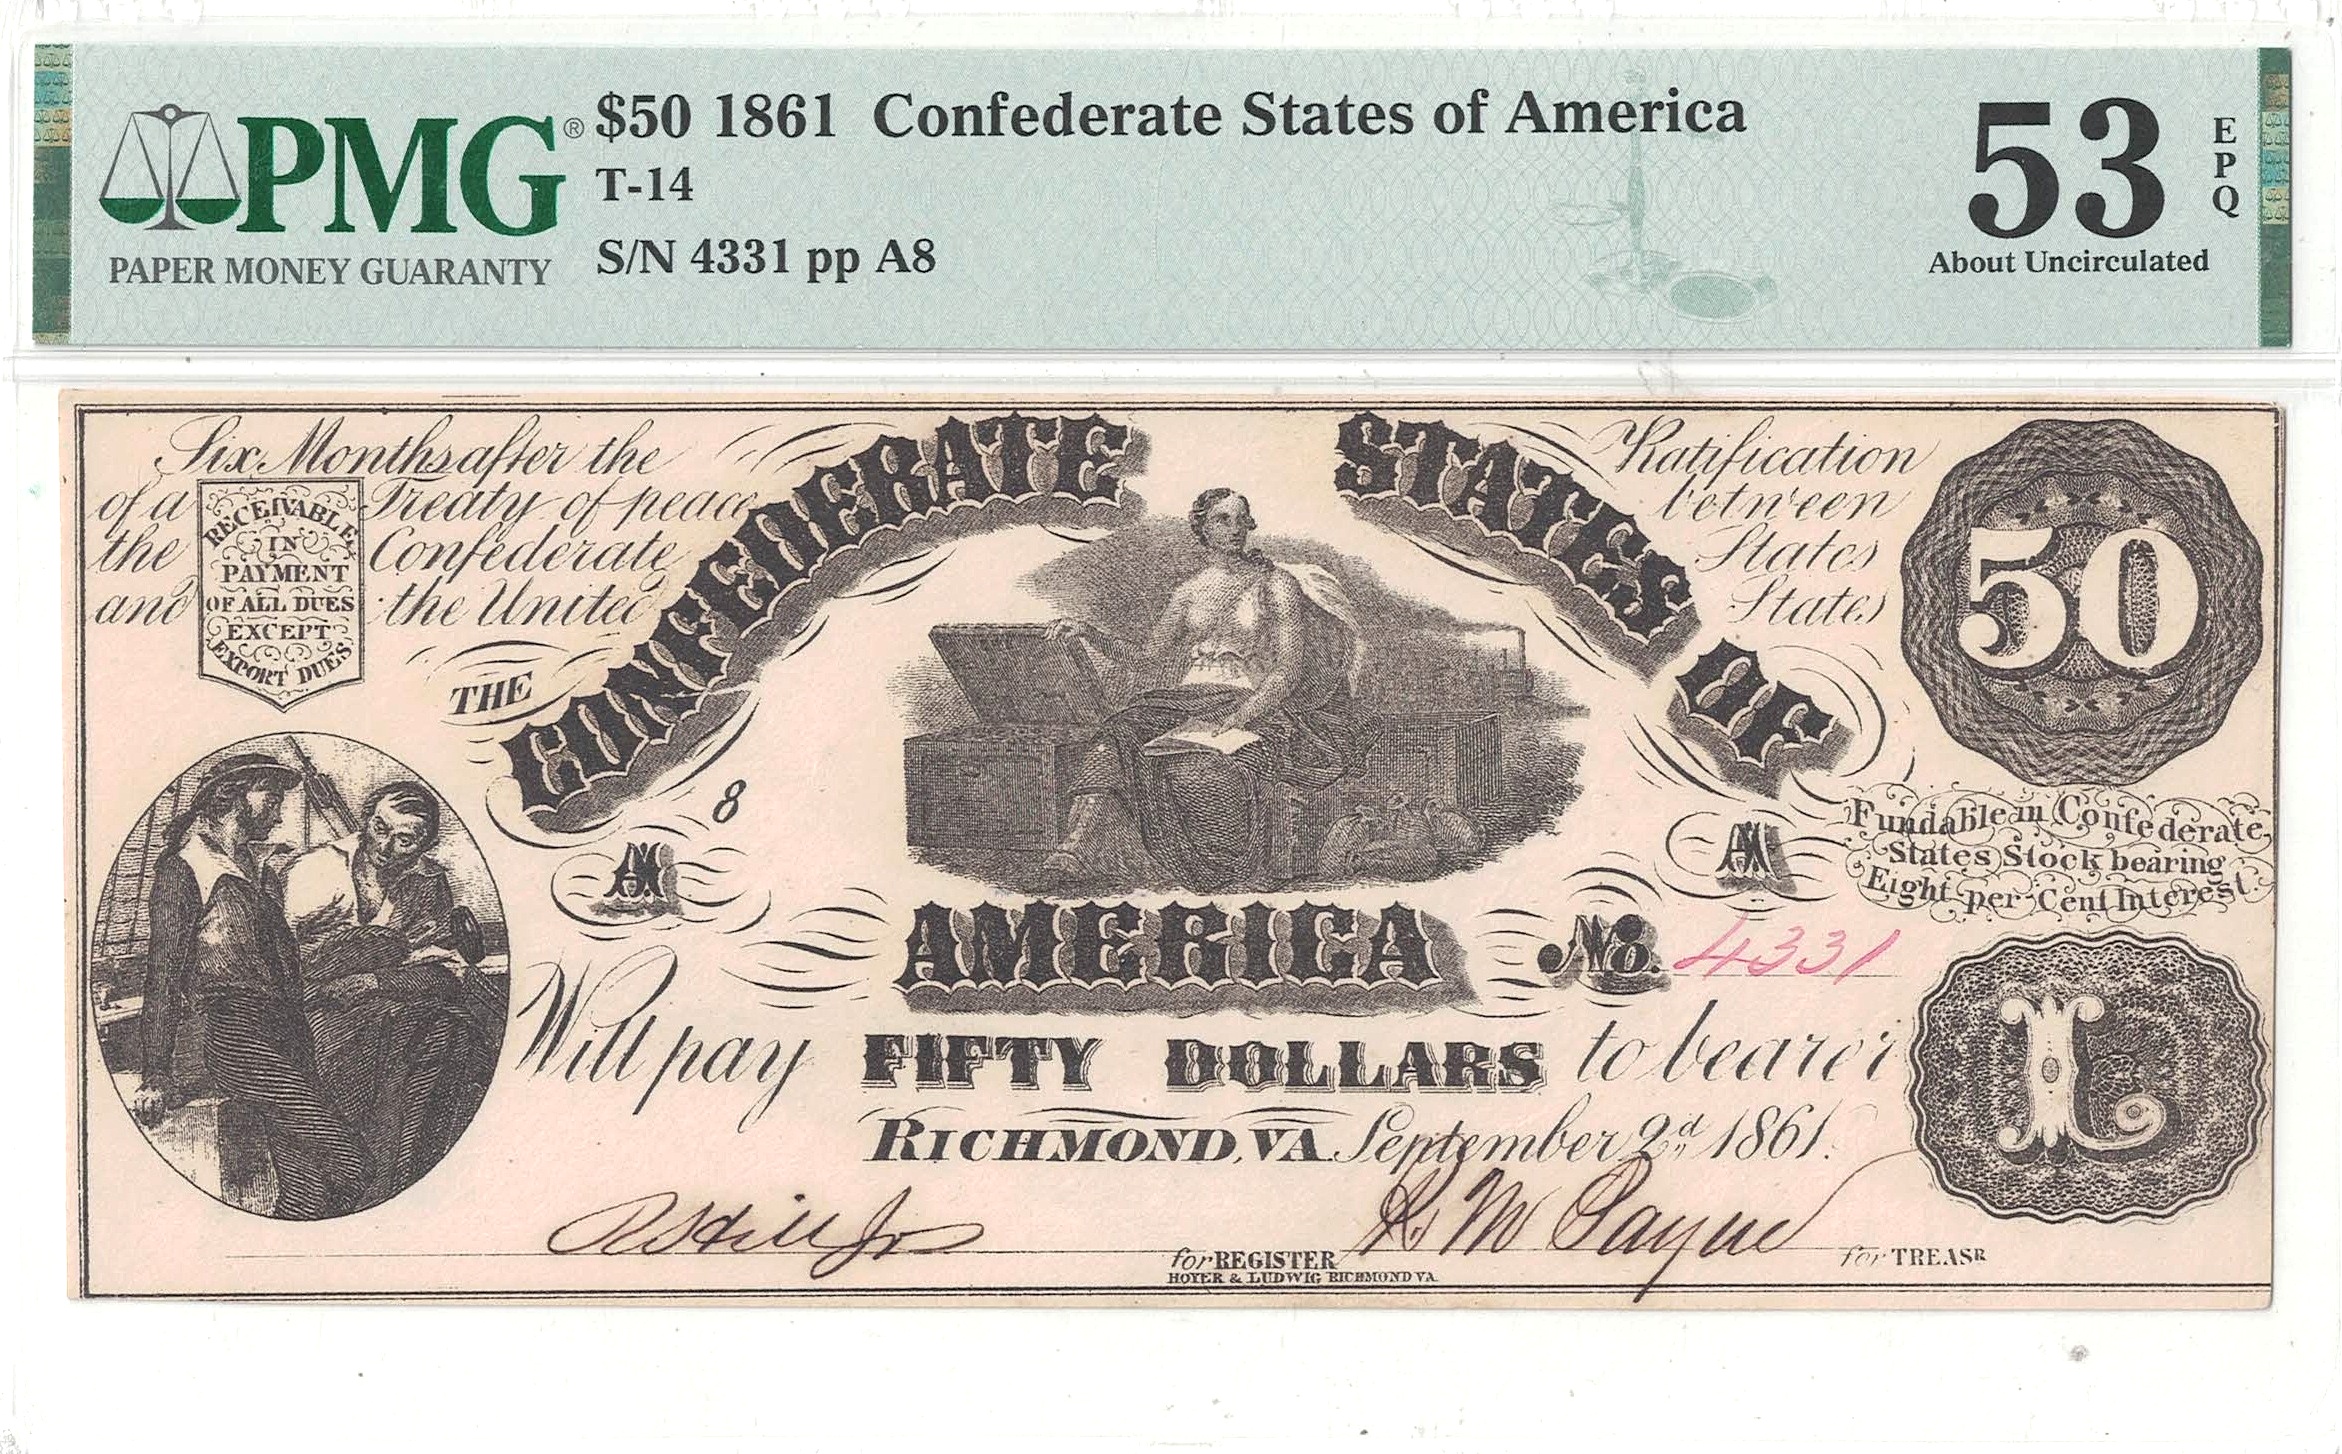 PMG® $50 1861 Confederate States of America
T-14
S/N 4331 pp A8
PAPER MONEY GUARANTY
53 EPQ
About Uncirculated
Six Months after the Ratification
of a Treaty of peace between
the Confederate States
and the United States
RECEIVABLE
IN
PAYMENT
OF ALL DUES
EXCEPT
EXPORT DUES
THE CONFEDERATE STATES OF
AMERICA
50
8
A.
A.
Fundable in Confederate
States Stock bearing
Eight per Cent Interest.
No. 4331
Will pay FIFTY DOLLARS to bearer
L
RICHMOND, VA. September 2d 1861.
R Hill Jr for REGISTER
R. M Payne for TREASR
HOYER & LUDWIG RICHMOND VA.